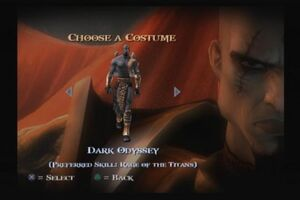 CHOOSE A COSTUME
DARK ODYSSEY
(PREFERRED SKILL: RAGE OF THE TITANS)
= SELECT
= BACK